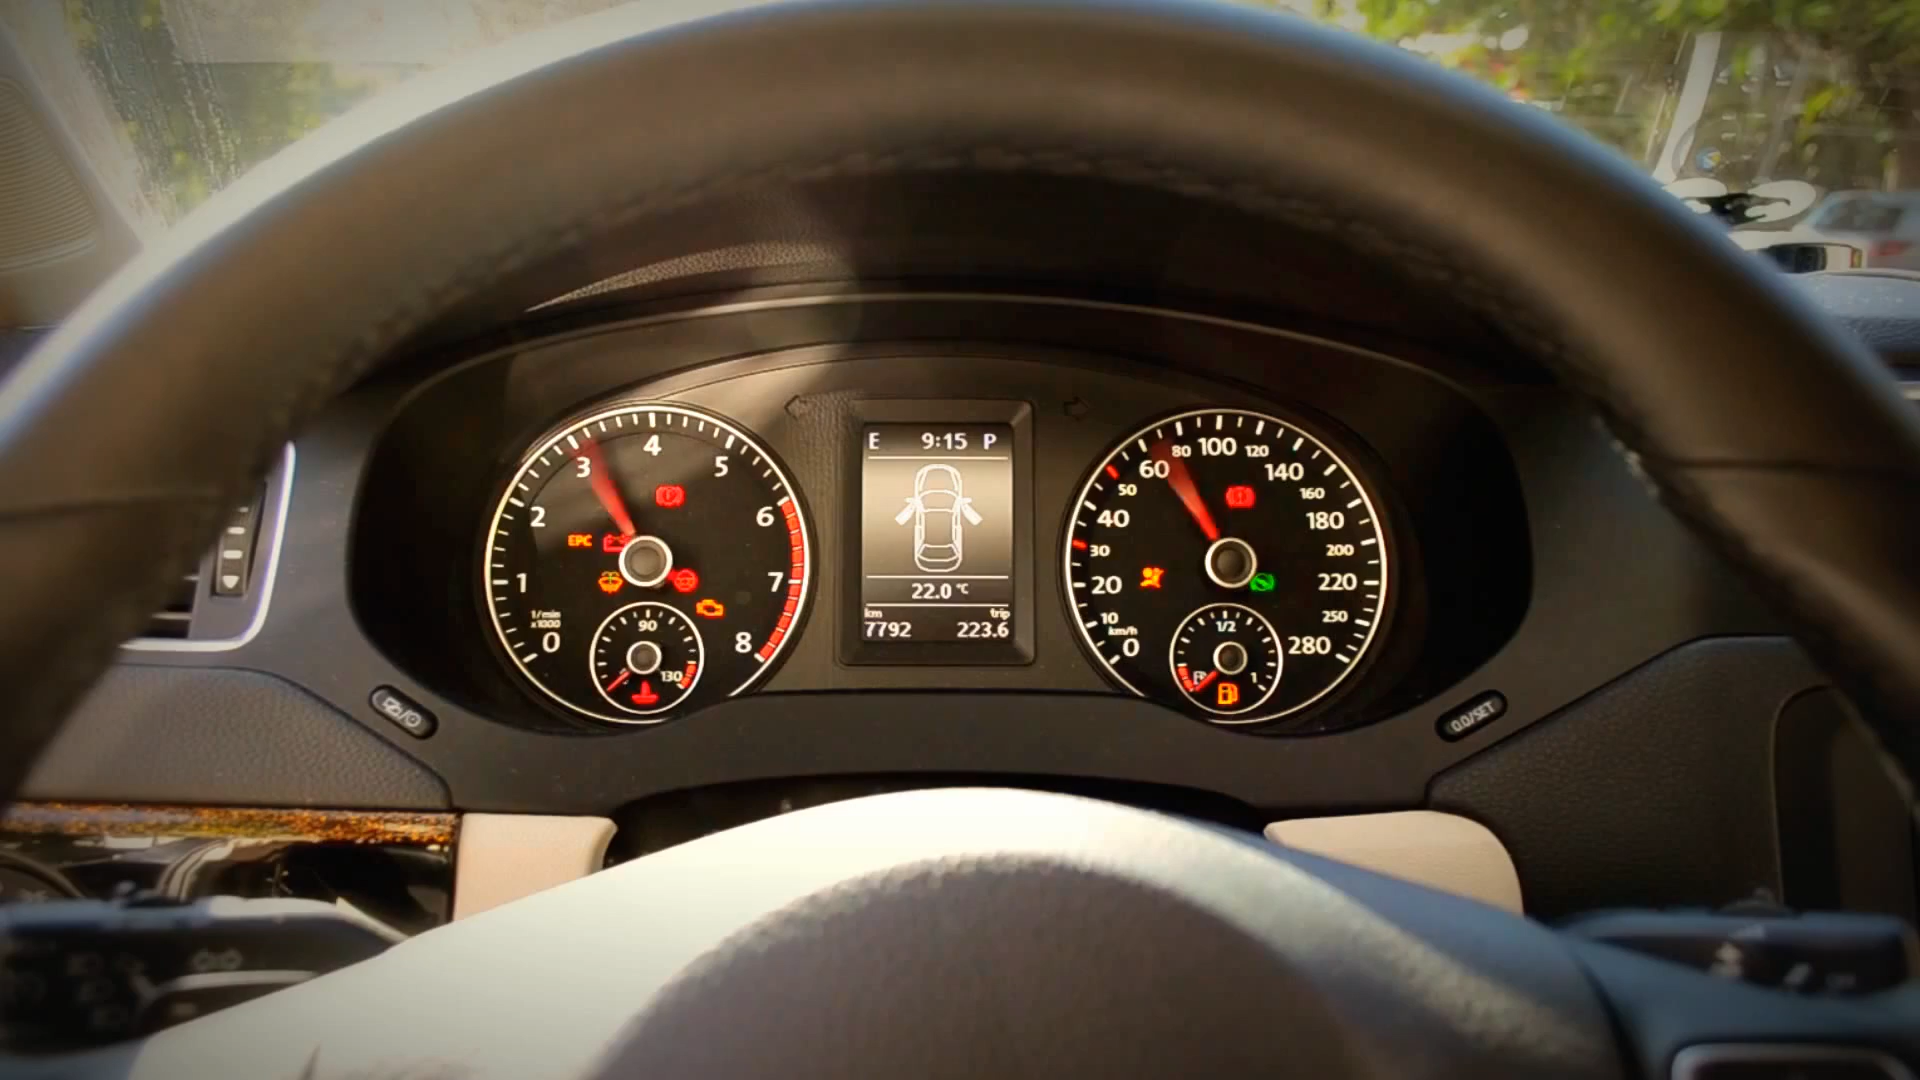 E 9:15 P
22.0 °C
km trip
7792 223.6
0 1 2 3 4 5 6 7 8
1/min
x1000
EPC
90
130
0 10 20 30 40 50 60 80 100 120 140 160 180 200 220 250 280
km/h
1/2
1
0.0/SET